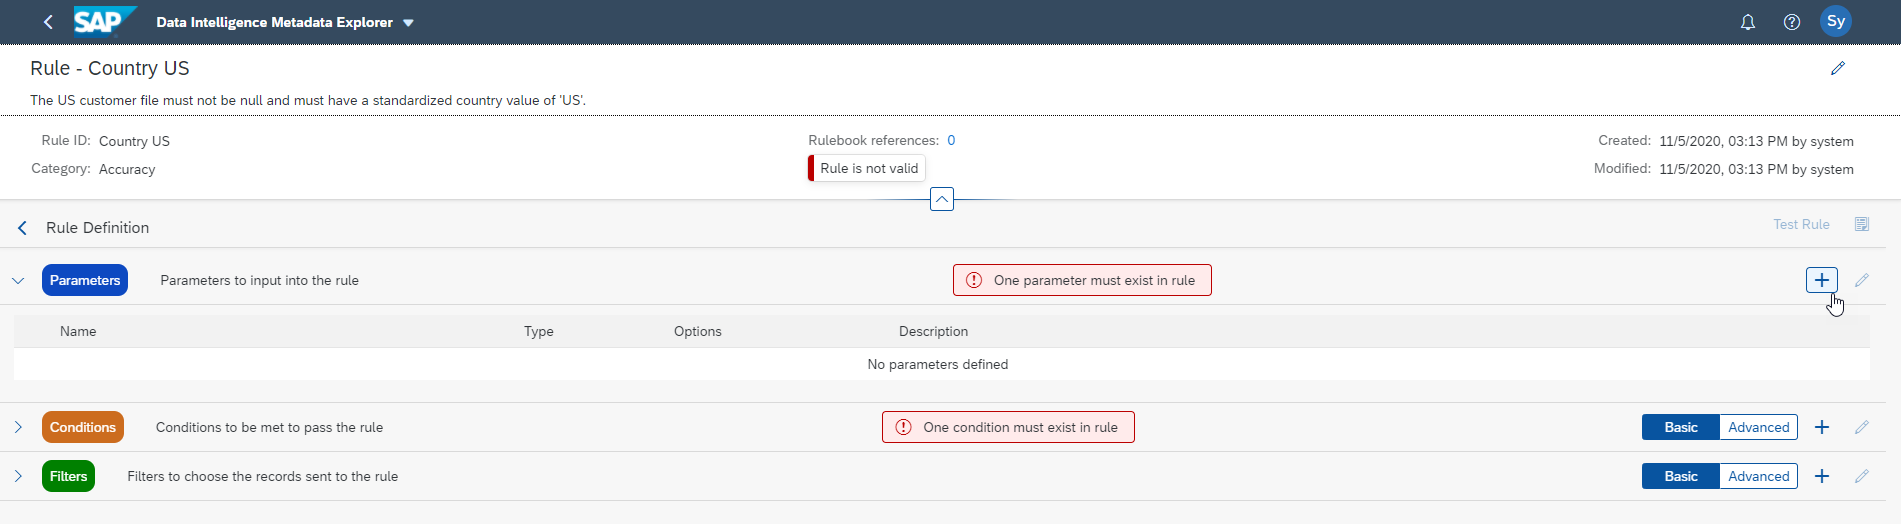 SAP Data Intelligence Metadata Explorer Sy
Rule - Country US
The US customer file must not be null and must have a standardized country value of 'US'.
Rule ID: Country US Rulebook references: 0 Created: 11/5/2020, 03:13 PM by system
Category: Accuracy Rule is not valid Modified: 11/5/2020, 03:13 PM by system
Rule Definition Test Rule
Parameters Parameters to input into the rule One parameter must exist in rule
Name Type Options Description
No parameters defined
Conditions Conditions to be met to pass the rule One condition must exist in rule Basic Advanced
Filters Filters to choose the records sent to the rule Basic Advanced